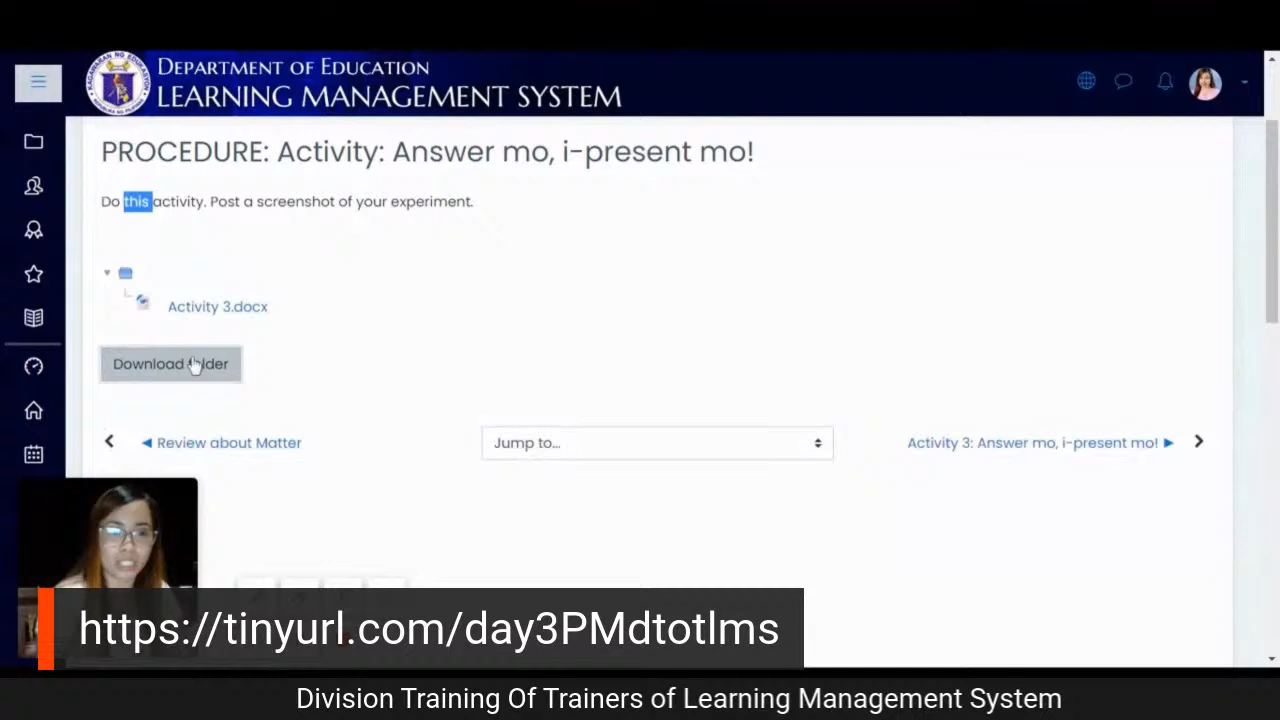 DEPARTMENT OF EDUCATION
LEARNING MANAGEMENT SYSTEM
PROCEDURE: Activity: Answer mo, i-present mo!
Do this activity. Post a screenshot of your experiment.
Activity 3.docx
Download folder
◀ Review about Matter
Jump to...
Activity 3: Answer mo, i-present mo! ▶
https://tinyurl.com/day3PMdtotlms
Division Training Of Trainers of Learning Management System